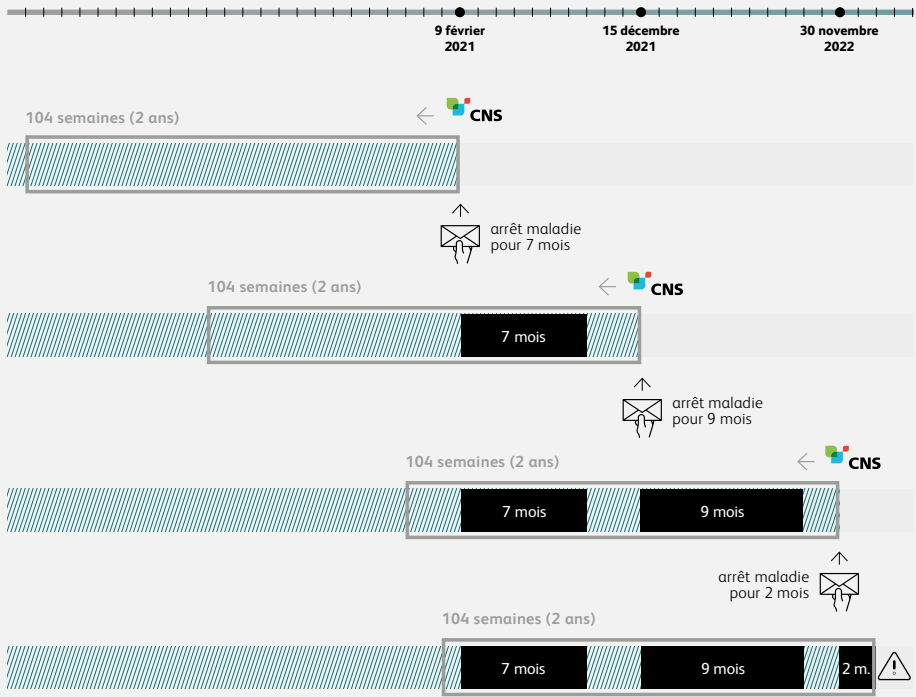 9 février
2021
15 décembre
2021
30 novembre
2022
104 semaines (2 ans)
CNS
arrêt maladie
pour 7 mois
104 semaines (2 ans)
CNS
7 mois
arrêt maladie
pour 9 mois
104 semaines (2 ans)
CNS
7 mois
9 mois
arrêt maladie
pour 2 mois
104 semaines (2 ans)
7 mois
9 mois
2 m.